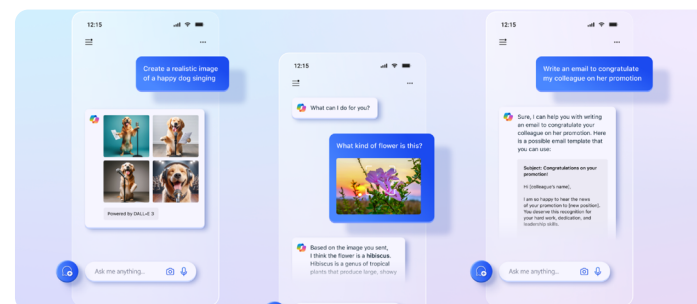 12:15
Create a realistic image
of a happy dog singing
Powered by DALL•E 3
Ask me anything...
12:15
What can I do for you?
What kind of flower is this?
Based on the image you sent,
I think the flower is a hibiscus.
Hibiscus is a genus of tropical
plants that produce large, showy
12:15
Write an email to congratulate
my colleague on her promotion
Sure, I can help you with writing
an email to congratulate your
colleague on her promotion. Here
is a possible email template that
you can use:
Subject: Congratulations on your
promotion!
Hi [colleague's name],
I am so happy to hear the news
of your promotion to [new position].
You deserve this recognition for
your hard work, dedication, and
leadership skills.
Ask me anything...